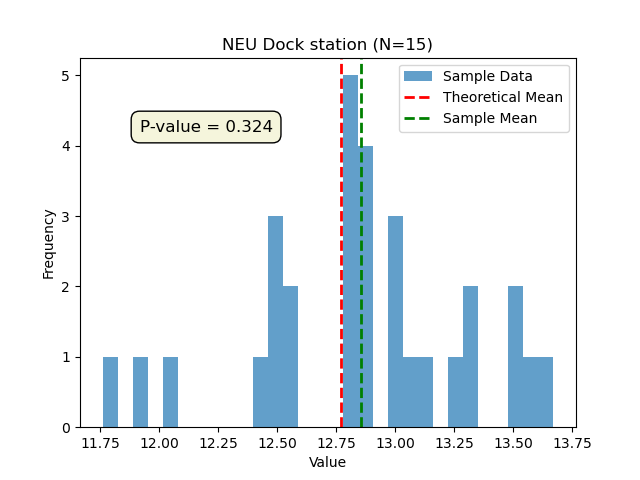 NEU Dock station (N=15)
Sample Data
Theoretical Mean
Sample Mean
P-value = 0.324
Frequency
5
4
3
2
1
0
11.75 12.00 12.25 12.50 12.75 13.00 13.25 13.50 13.75
Value